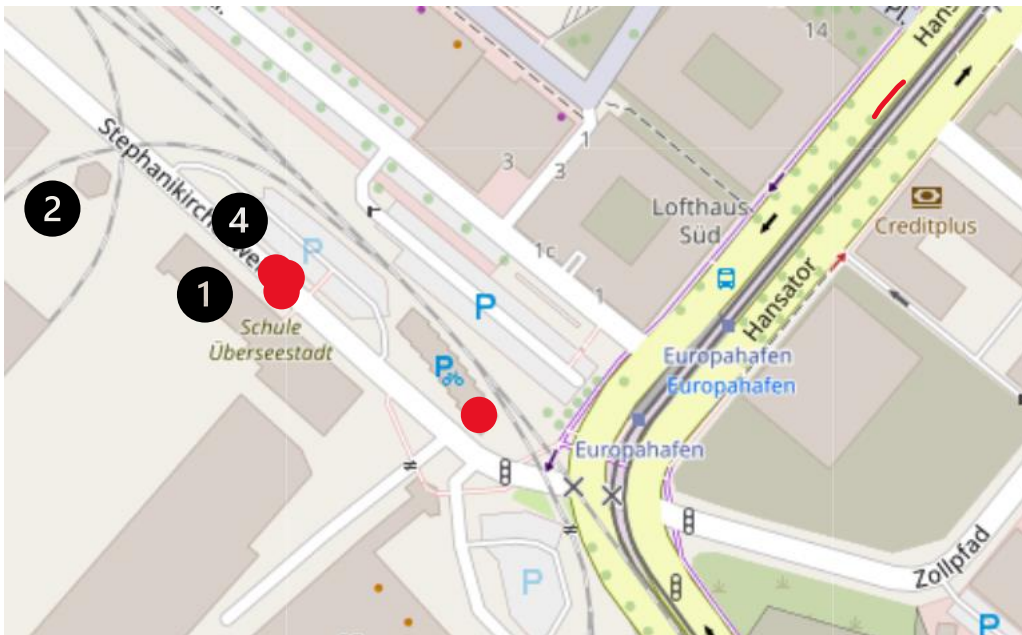 Hans
14
Stephanikirchenweg
2
4
1
P
3
1
3
1c
1
Lofthaus
Süd
Creditplus
Hansator
P
Schule
Überseestadt
P
Europahafen
Europahafen
Europahafen
P
Zollpfad
P